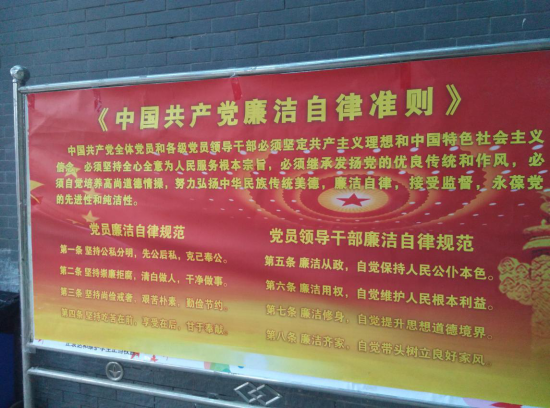 《中国共产党廉洁自律准则》
中国共产党全体党员和各级党员领导干部必须坚定共产主义理想和中国特色社会主义
信念，必须坚持全心全意为人民服务根本宗旨，必须继承发扬党的优良传统和作风，必
须自觉培养高尚道德情操，努力弘扬中华民族传统美德，廉洁自律，接受监督，永葆党
的先进性和纯洁性。
党员廉洁自律规范
第一条 坚持公私分明，先公后私，克己奉公。
第二条 坚持崇廉拒腐，清白做人，干净做事。
第三条 坚持尚俭戒奢，艰苦朴素，勤俭节约。
第四条 坚持吃苦在前，享受在后，甘于奉献。
党员领导干部廉洁自律规范
第五条 廉洁从政，自觉保持人民公仆本色。
第六条 廉洁用权，自觉维护人民根本利益。
第七条 廉洁修身，自觉提升思想道德境界。
第八条 廉洁齐家，自觉带头树立良好家风。